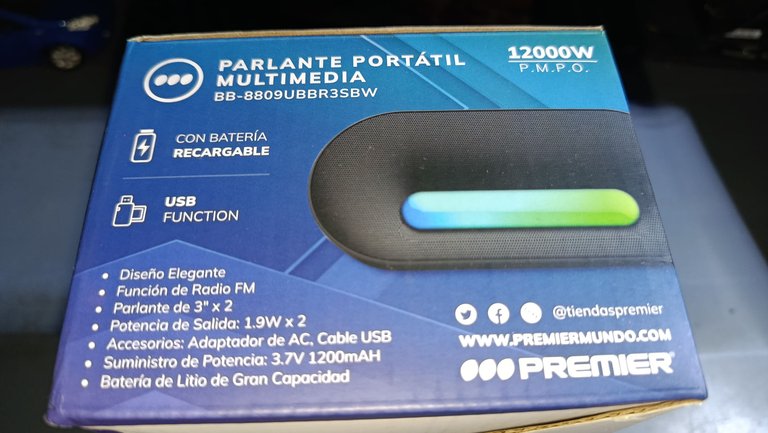 PARLANTE PORTÁTIL
MULTIMEDIA
BB-8809UBBR3SBW
12000W
P.M.P.O.
CON BATERÍA
RECARGABLE
USB
FUNCTION
• Diseño Elegante
• Función de Radio FM
• Parlante de 3" x 2
• Potencia de Salida: 1.9W x 2
• Accesorios: Adaptador de AC, Cable USB
• Suministro de Potencia: 3.7V 1200mAH
• Batería de Litio de Gran Capacidad
@tiendaspremier
WWW.PREMIERMUNDO.COM
PREMIER